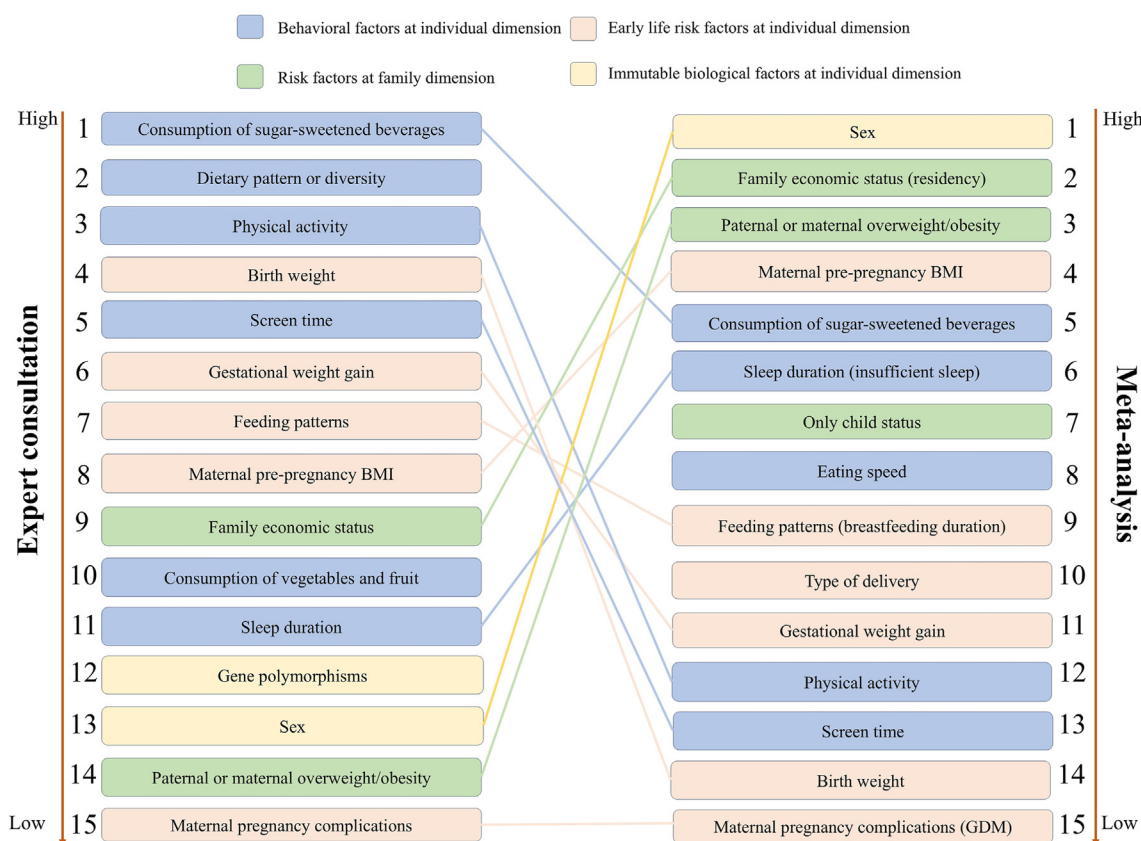 Behavioral factors at individual dimension
Early life risk factors at individual dimension
Risk factors at family dimension
Immutable biological factors at individual dimension
Expert consultation
High
1 Consumption of sugar-sweetened beverages
2 Dietary pattern or diversity
3 Physical activity
4 Birth weight
5 Screen time
6 Gestational weight gain
7 Feeding patterns
8 Maternal pre-pregnancy BMI
9 Family economic status
10 Consumption of vegetables and fruit
11 Sleep duration
12 Gene polymorphisms
13 Sex
14 Paternal or maternal overweight/obesity
Low 15 Maternal pregnancy complications
Sex 1 High
Family economic status (residency) 2
Paternal or maternal overweight/obesity 3
Maternal pre-pregnancy BMI 4
Consumption of sugar-sweetened beverages 5
Sleep duration (insufficient sleep) 6
Only child status 7
Eating speed 8
Feeding patterns (breastfeeding duration) 9
Type of delivery 10
Gestational weight gain 11
Physical activity 12
Screen time 13
Birth weight 14
Maternal pregnancy complications (GDM) 15 Low
Meta-analysis